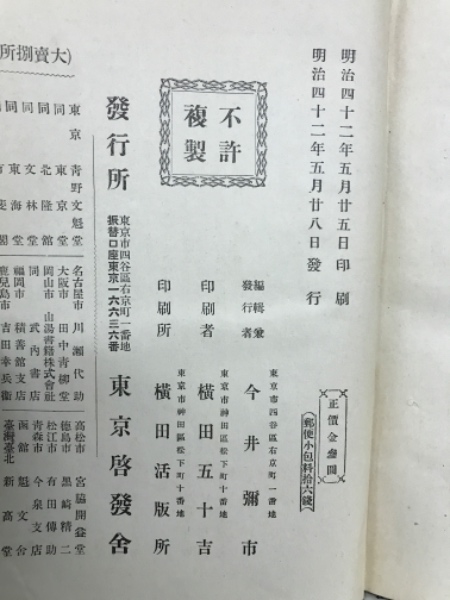 明治四十二年五月廿五日印刷
明治四十二年五月廿八日發行
正價金參圓
(郵便小包料拾六錢)
不許
複製
編輯兼
發行者
東京市四谷區右京町一番地
今井彌市
印刷者
東京市神田區松下町十番地
橫田五十吉
印刷所
東京市神田區松下町十番地
橫田活版所
發行所
東京市四谷區右京町一番地
振替口座東京一六六三六番
東京啓發舍
(大賣捌所
東京 青野文魁堂
同 東京堂
同 北隆館
同 文林堂
同 東海堂
名古屋市 川瀨代助
大阪市 田中青柳堂
岡山市 山湯書籍株式會社
同 武內書店
福岡市 積善館支店
鹿兒島市 吉田幸兵衞
高松市 宮脇開益堂
德島市 黑崎精二
松江市 有田傳助
青森市 今泉支店
函館 魁文舍
臺灣臺北 新高堂